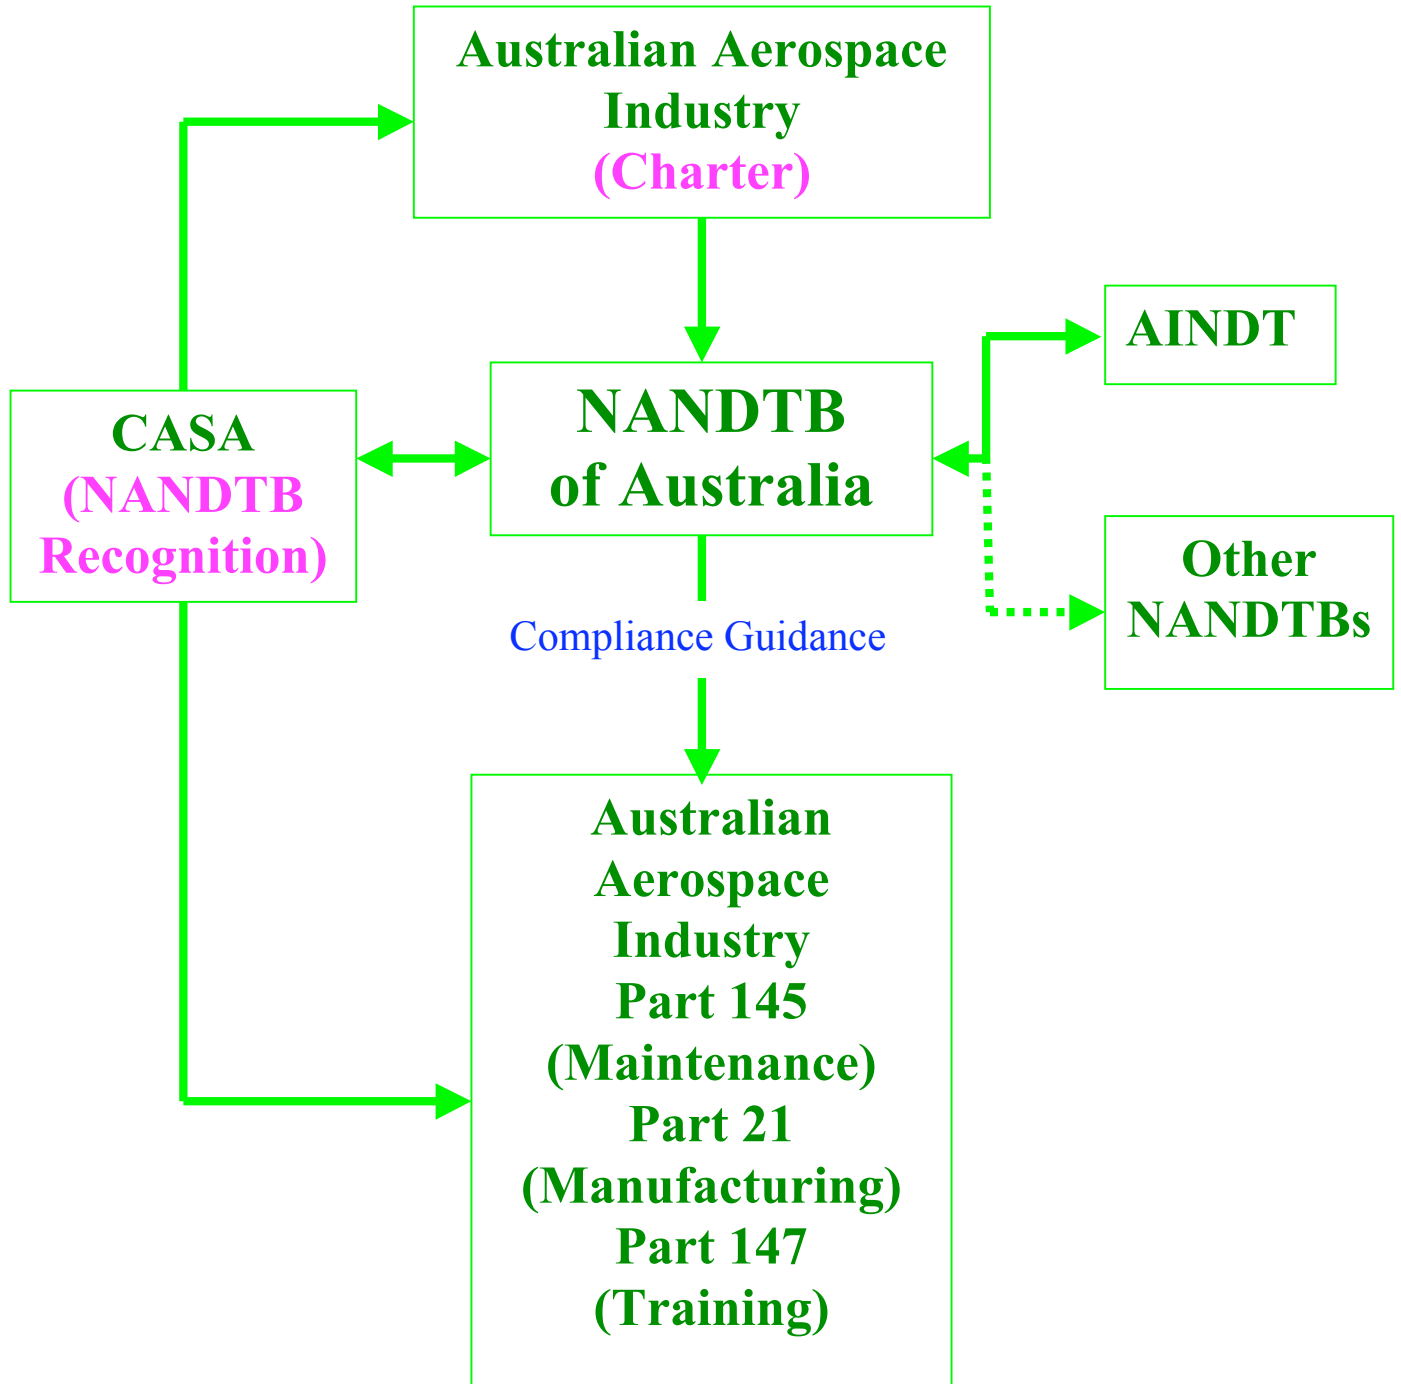 Australian Aerospace
Industry
(Charter)
AINDT
NANDTB
of Australia
CASA
(NANDTB
Recognition)
Other
NANDTBs
Compliance Guidance
Australian
Aerospace
Industry
Part 145
(Maintenance)
Part 21
(Manufacturing)
Part 147
(Training)